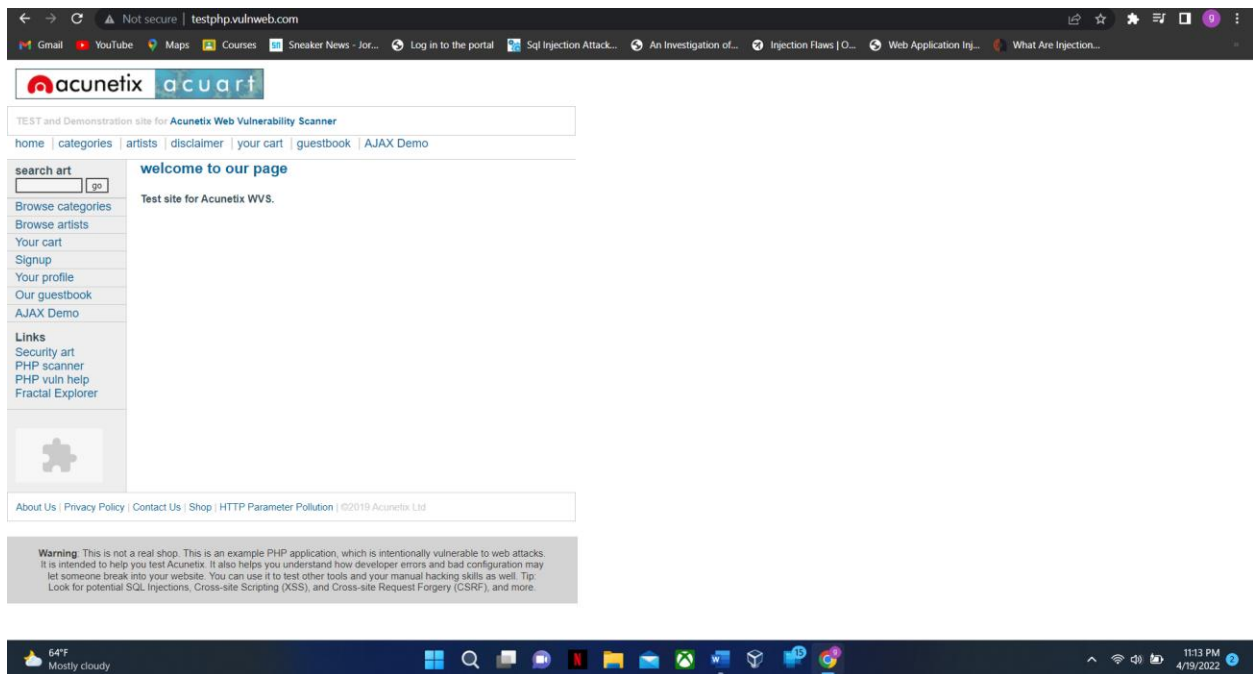 Not secure | testphp.vulnweb.com
Gmail YouTube Maps Courses Sneaker News - Jor... Log in to the portal Sql Injection Attack... An Investigation of... Injection Flaws | O... Web Application Inj... What Are Injection...
acunetix acuart
TEST and Demonstration site for Acunetix Web Vulnerability Scanner
home | categories | artists | disclaimer | your cart | guestbook | AJAX Demo
search art
go
Browse categories
Browse artists
Your cart
Signup
Your profile
Our guestbook
AJAX Demo
Links
Security art
PHP scanner
PHP vuln help
Fractal Explorer
welcome to our page
Test site for Acunetix WVS.
About Us | Privacy Policy | Contact Us | Shop | HTTP Parameter Pollution | ©2019 Acunetix Ltd
Warning: This is not a real shop. This is an example PHP application, which is intentionally vulnerable to web attacks.
It is intended to help you test Acunetix. It also helps you understand how developer errors and bad configuration may
let someone break into your website. You can use it to test other tools and your manual hacking skills as well. Tip:
Look for potential SQL Injections, Cross-site Scripting (XSS), and Cross-site Request Forgery (CSRF), and more.
64°F
Mostly cloudy
15
11:13 PM
4/19/2022
2